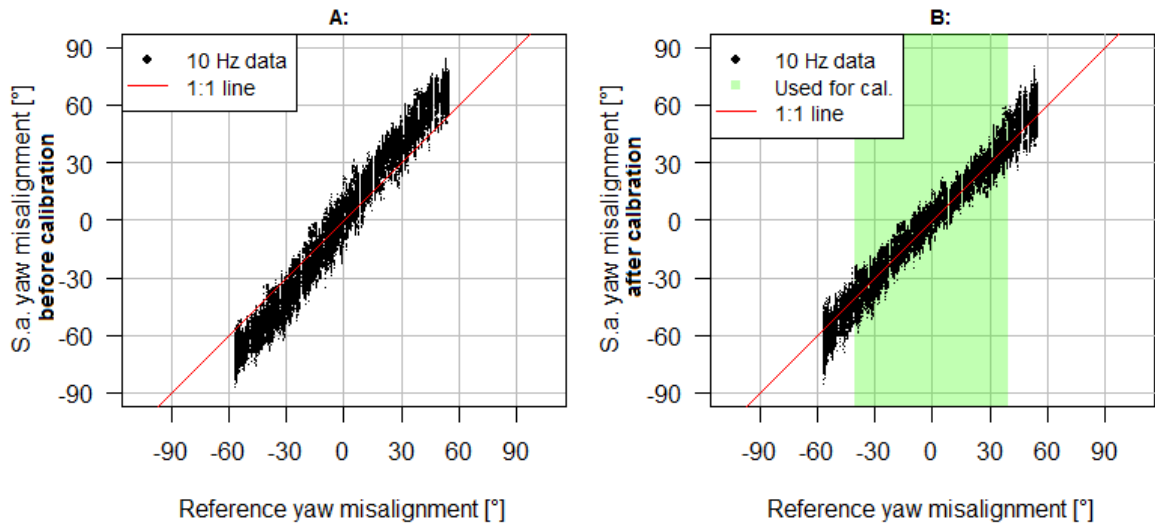 A:
10 Hz data
1:1 line
90
60
30
0
-30
-60
-90
S.a. yaw misalignment [°]
before calibration
-90 -60 -30 0 30 60 90
Reference yaw misalignment [°]
B:
10 Hz data
Used for cal.
1:1 line
90
60
30
0
-30
-60
-90
S.a. yaw misalignment [°]
after calbration
-90 -60 -30 0 30 60 90
Reference yaw misalignment [°]